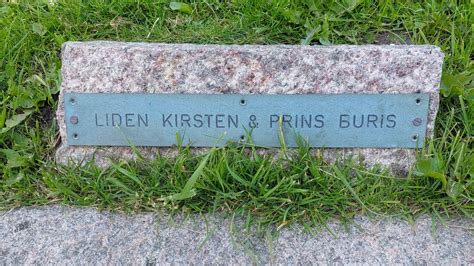 LIDEN KIRSTEN & PRINS BURIS